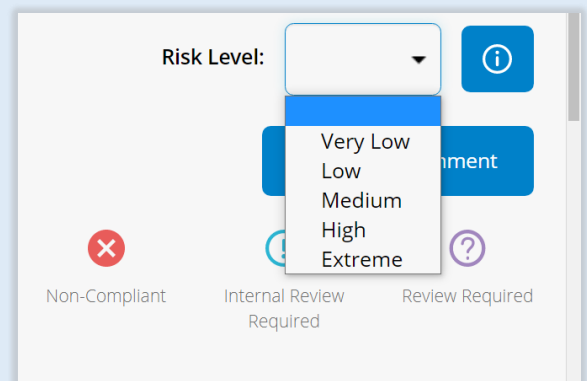 Risk Level:
Very Low
Low
Medium
High
Extreme
Non-Compliant
Internal Review
Required
Review Required